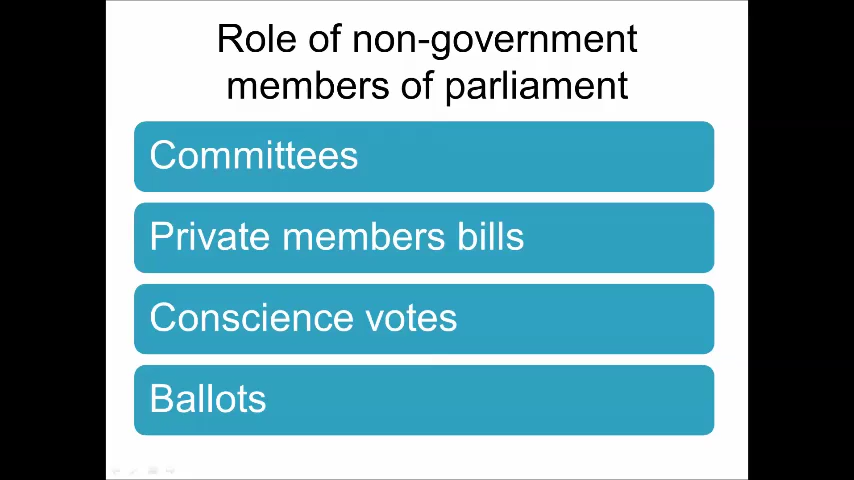 Role of non-government
members of parliament
Committees
Private members bills
Conscience votes
Ballots